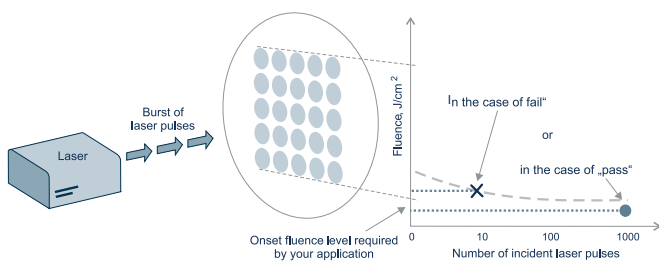 Laser
Burst of
laser pulses
Fluence, J/cm²
In the case of fail“
or
in the case of „pass“
Onset fluence level required
by your application
0
10
100
1000
Number of incident laser pulses